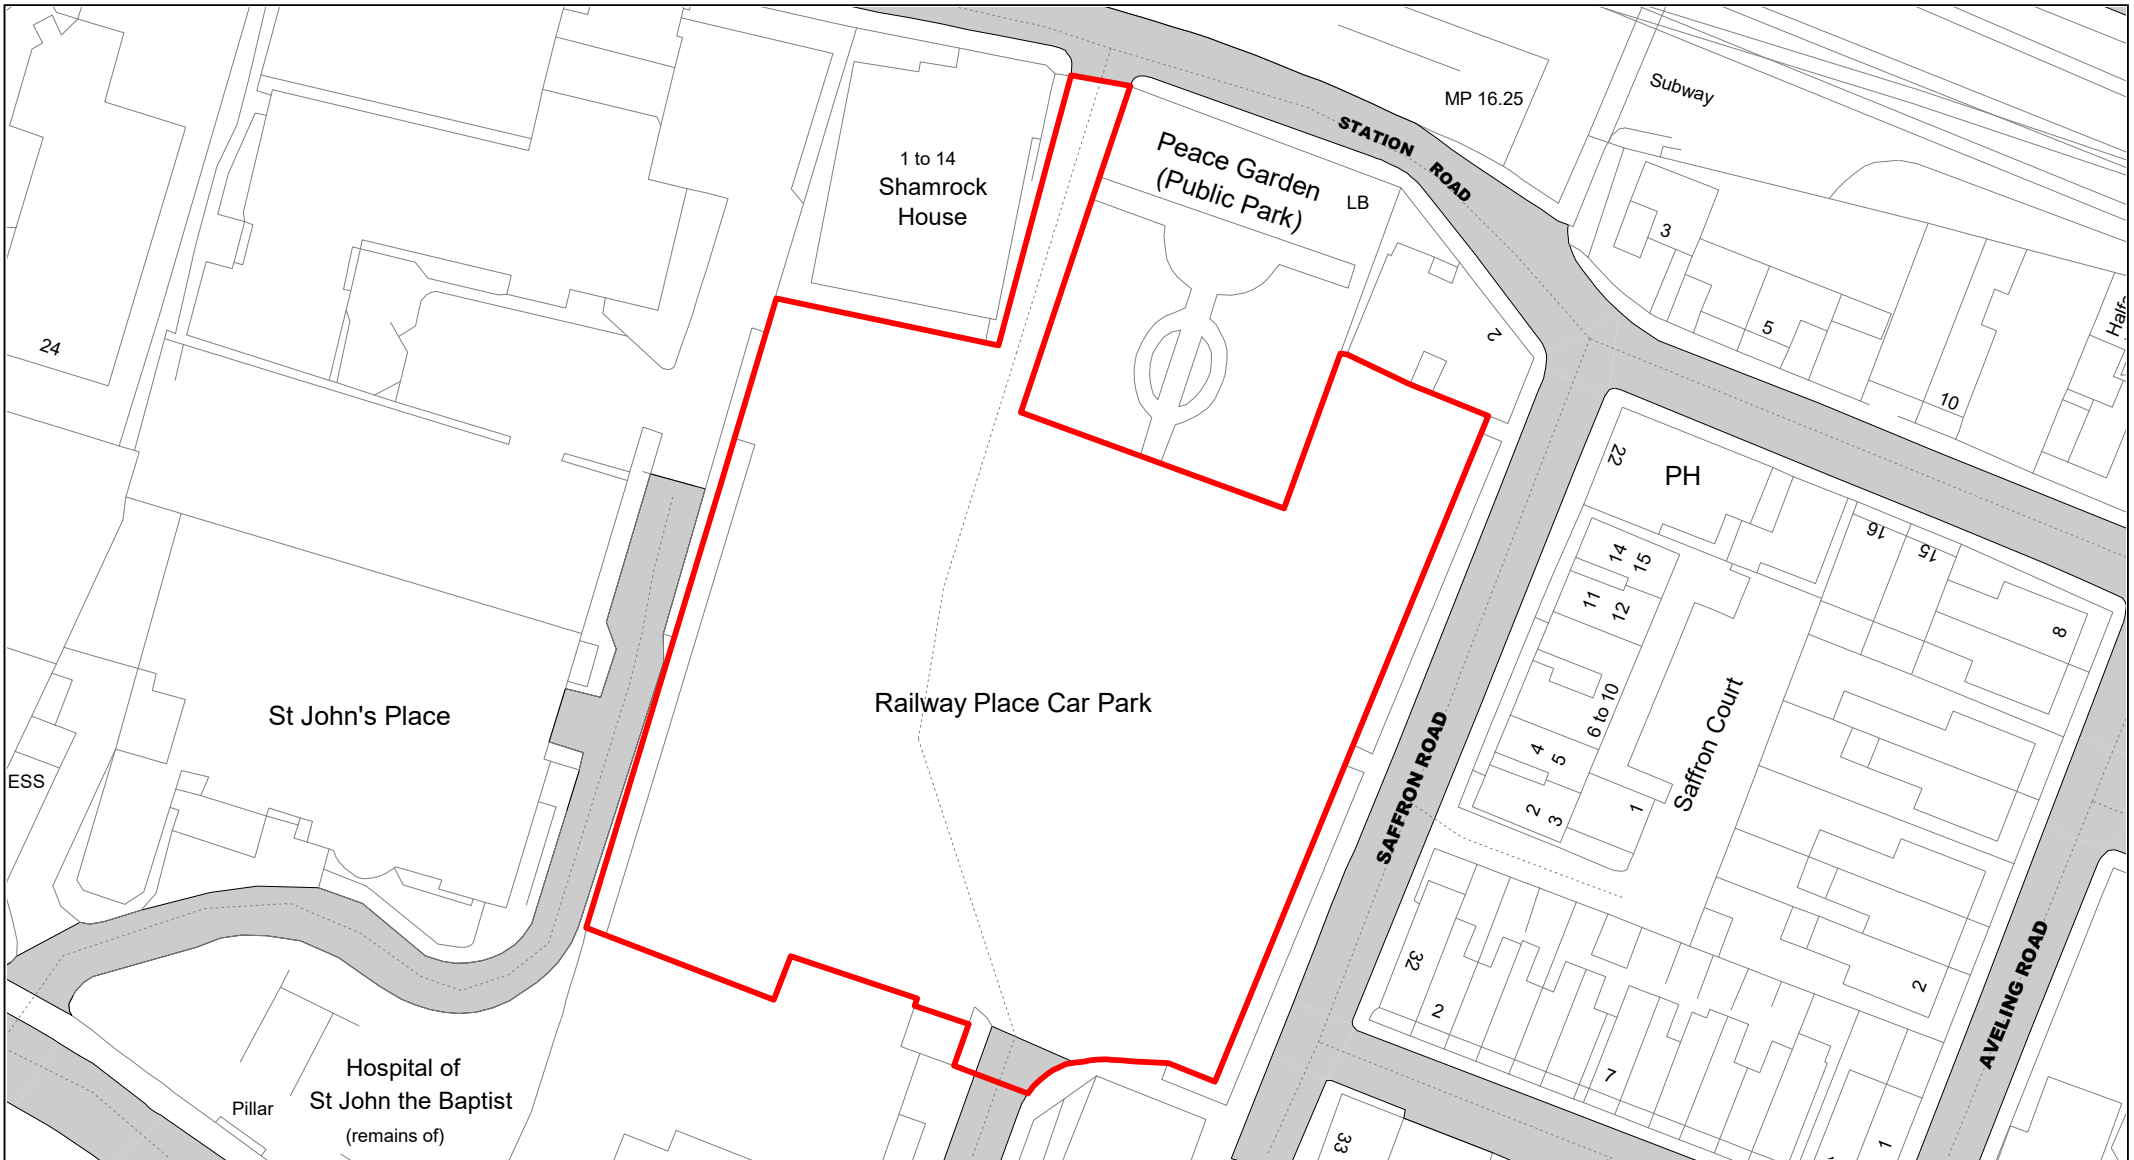 MP 16.25
Subway
STATION ROAD
1 to 14
Shamrock
House
Peace Garden
(Public Park)
LB
3
5
10
2
24
22
PH
16
15
14
15
11
12
8
6 to 10
4
5
2
3
1
Saffron Court
St John's Place
Railway Place Car Park
SAFFRON ROAD
ESS
AVELING ROAD
32
2
2
7
Hospital of
St John the Baptist
(remains of)
Pillar
33
1